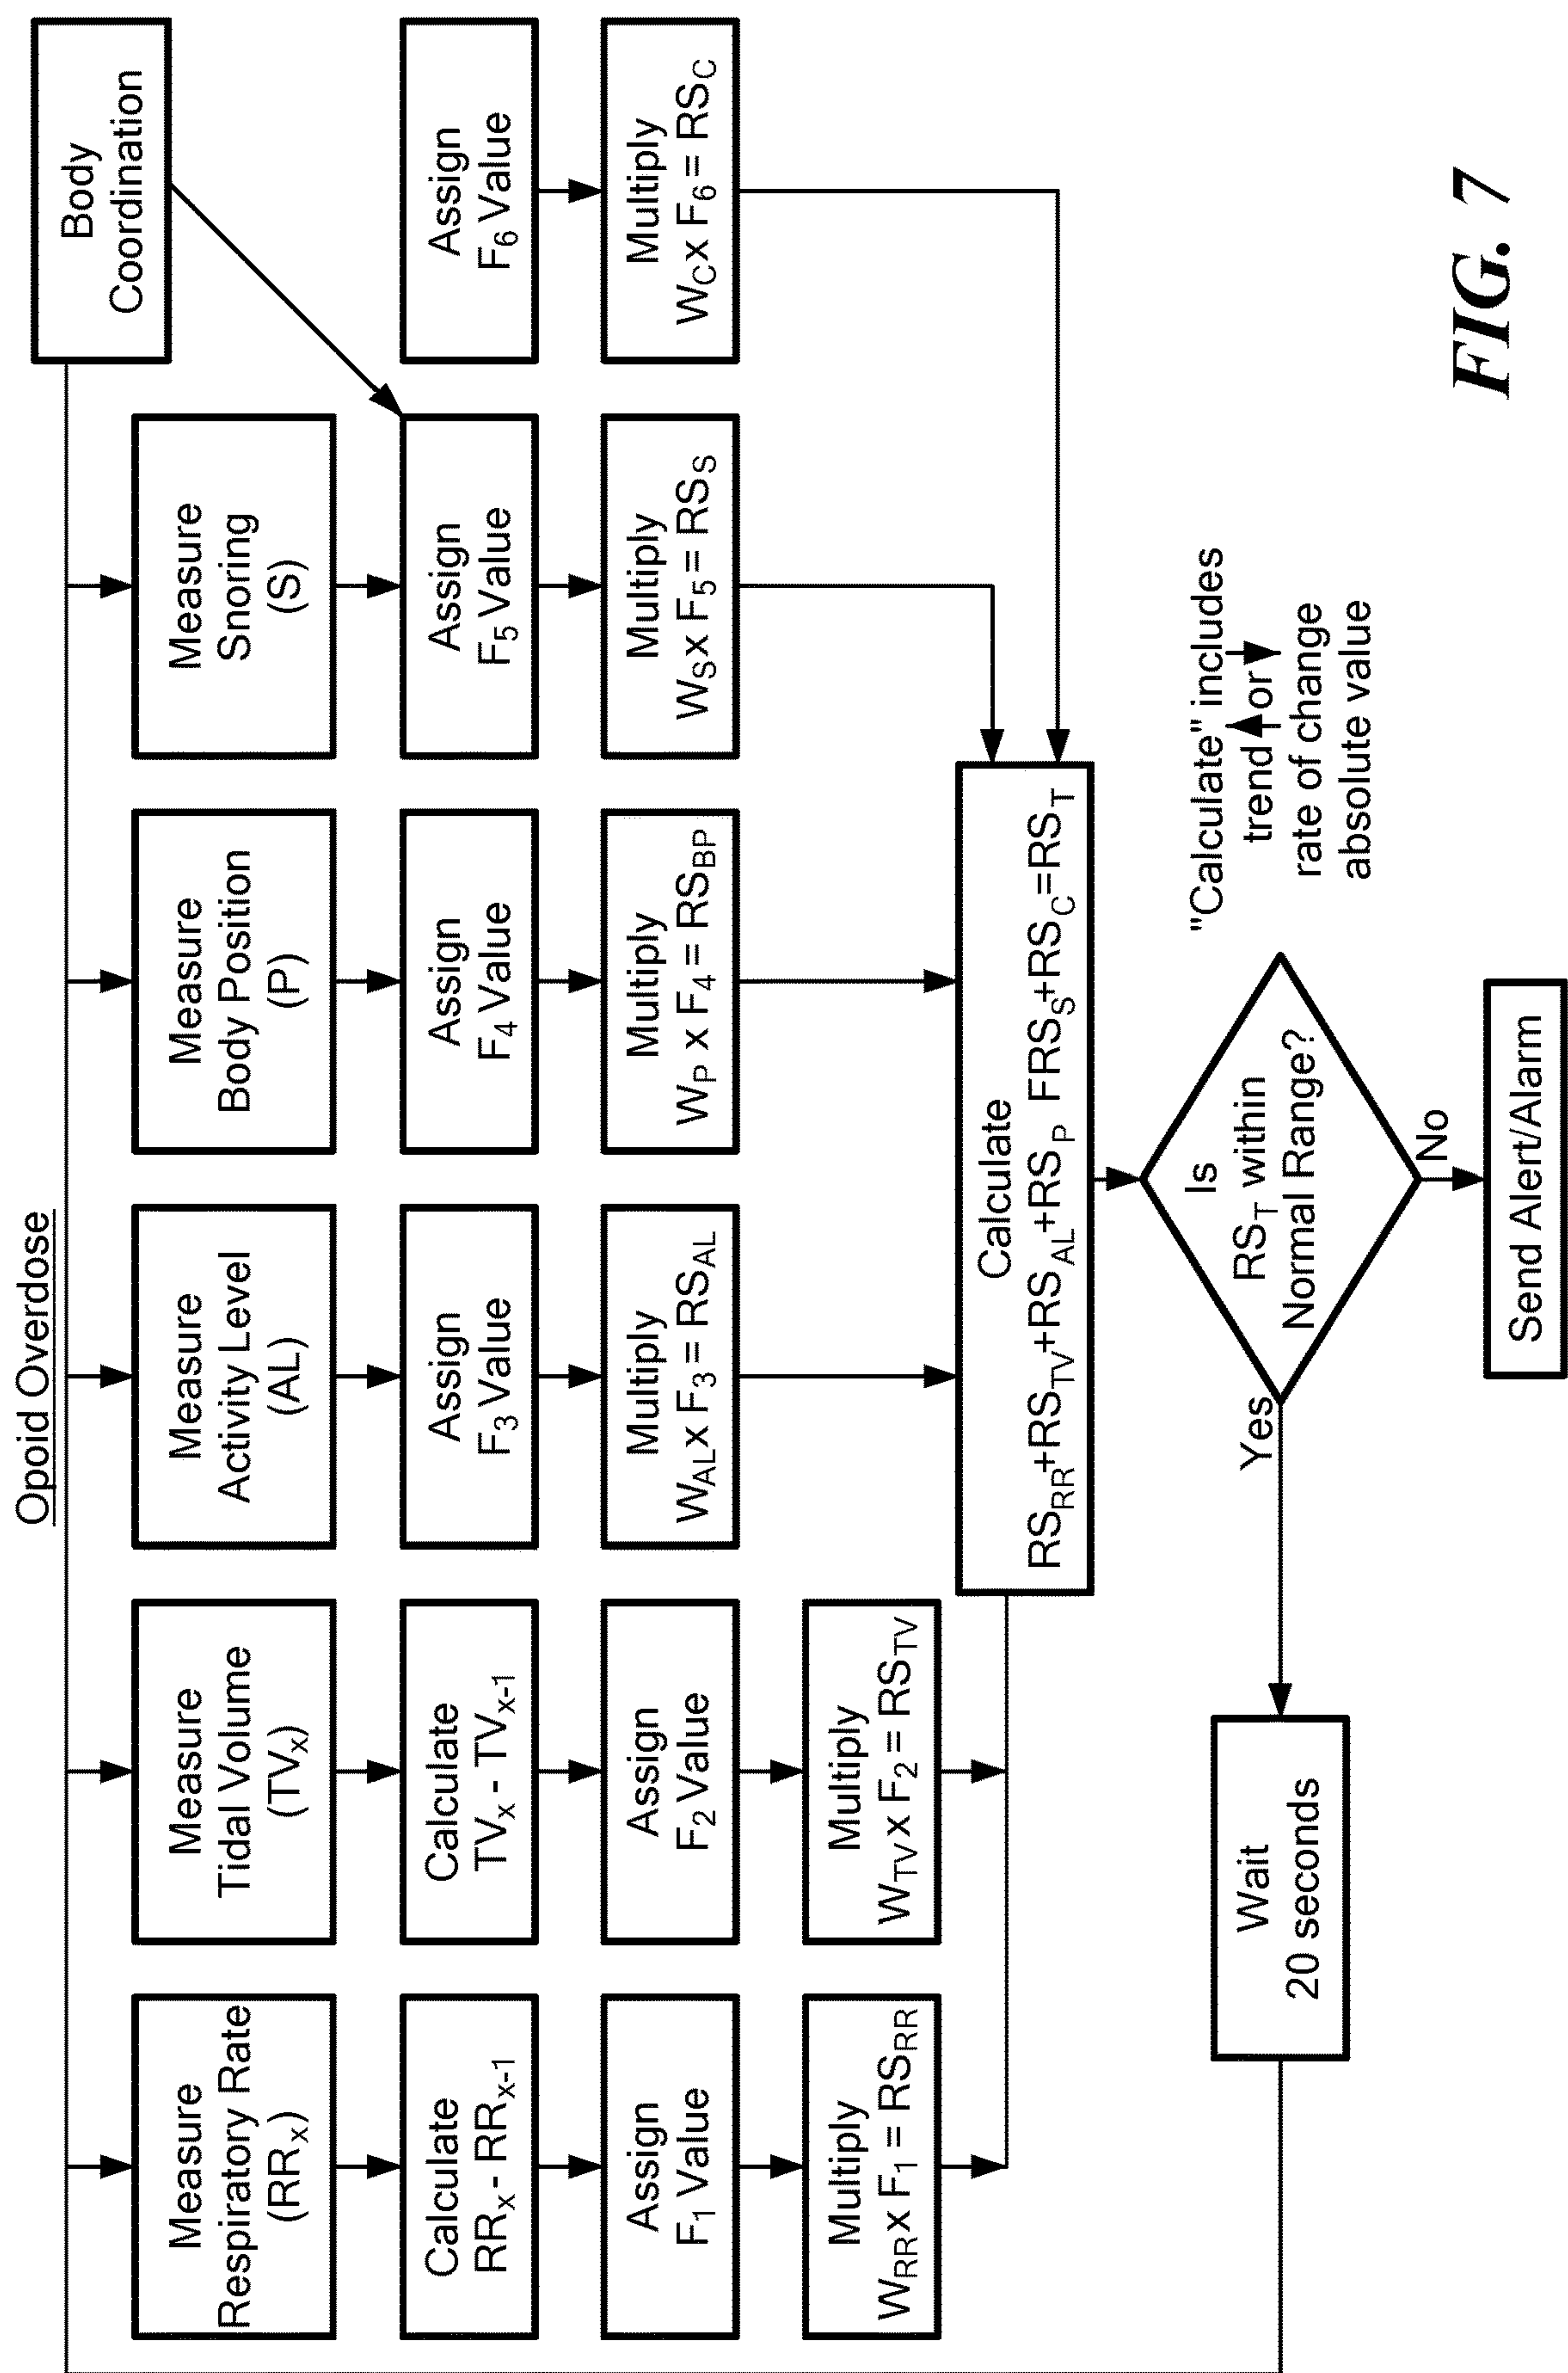 Opoid Overdose
Body
Coordination
Measure
Respiratory Rate
(RRx)
Measure
Tidal Volume
(TVx)
Measure
Activity Level
(AL)
Measure
Body Position
(P)
Measure
Snoring
(S)
Calculate
RRx - RRx-1
Calculate
TVx - TVx-1
Assign
F3 Value
Assign
F4 Value
Assign
F5 Value
Assign
F6 Value
Assign
F1 Value
Assign
F2 Value
Multiply
WAL x F3 = RSAL
Multiply
WP x F4 = RSBP
Multiply
WS x F5 = RSS
Multiply
WC x F6 = RSC
Multiply
WRR x F1 = RSRR
Multiply
WTV x F2 = RSTV
Calculate
RSRR+RSTV+RSAL+RSP FRSS+RSC=RST
Is
RST within
Normal Range?
Yes
No
Wait
20 seconds
Send Alert/Alarm
"Calculate" includes
trend ↑ or ↓
rate of change
absolute value
FIG. 7